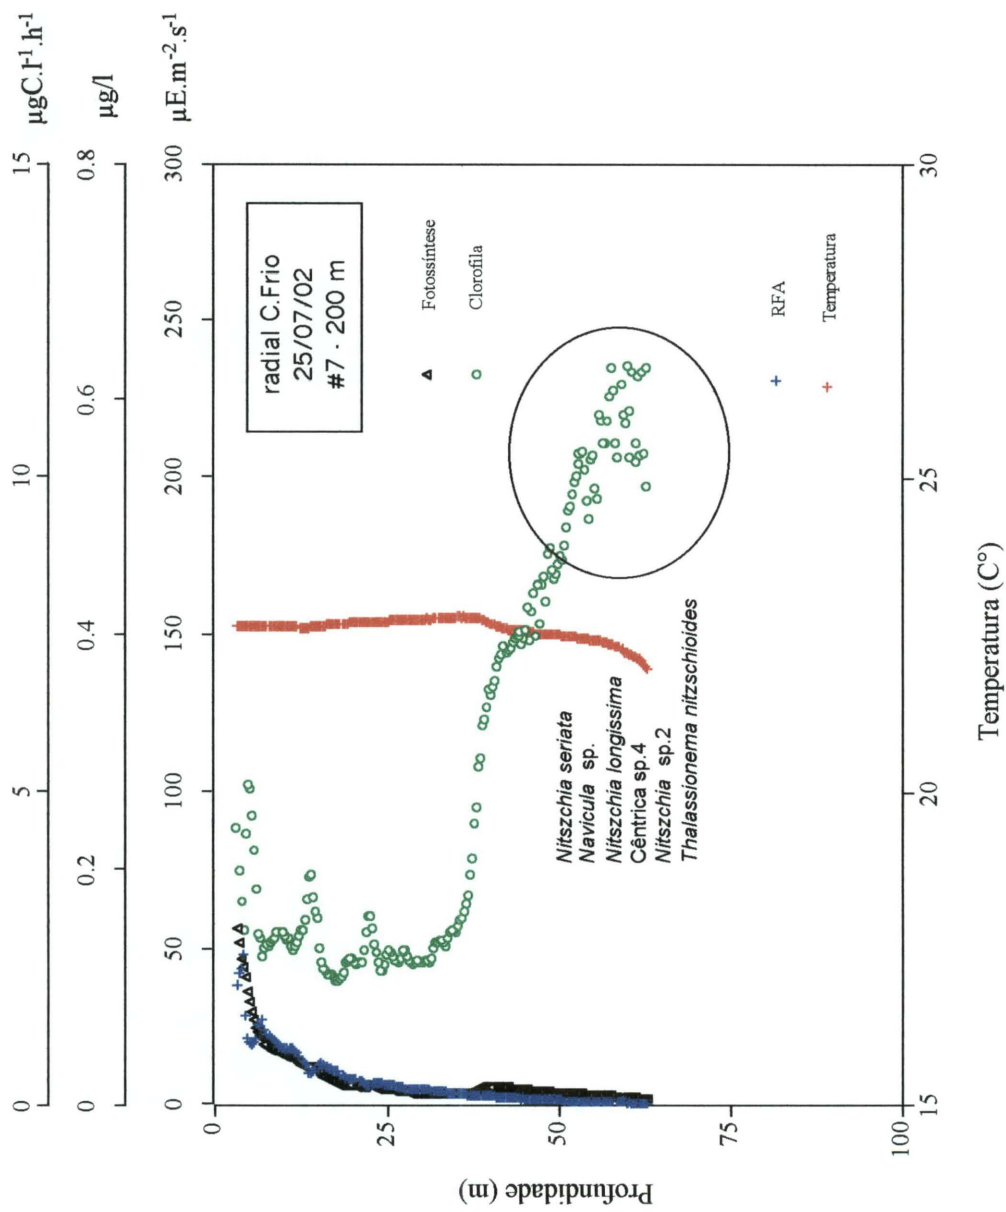 µgC.l⁻¹.h⁻¹
0
5
10
15
µg/l
0
0.2
0.4
0.6
0.8
µE.m⁻².s⁻¹
0
50
100
150
200
250
300
radial C.Frio
25/07/02
#7 - 200 m
Fotossíntese
Clorofila
RFA
Temperatura
Nitszchia seriata
Navicula sp.
Nitszchia longissima
Cêntrica sp.4
Nitszchia sp.2
Thalassionema nitzschioides
Profundidade (m)
0
25
50
75
100
15
20
25
30
Temperatura (C°)